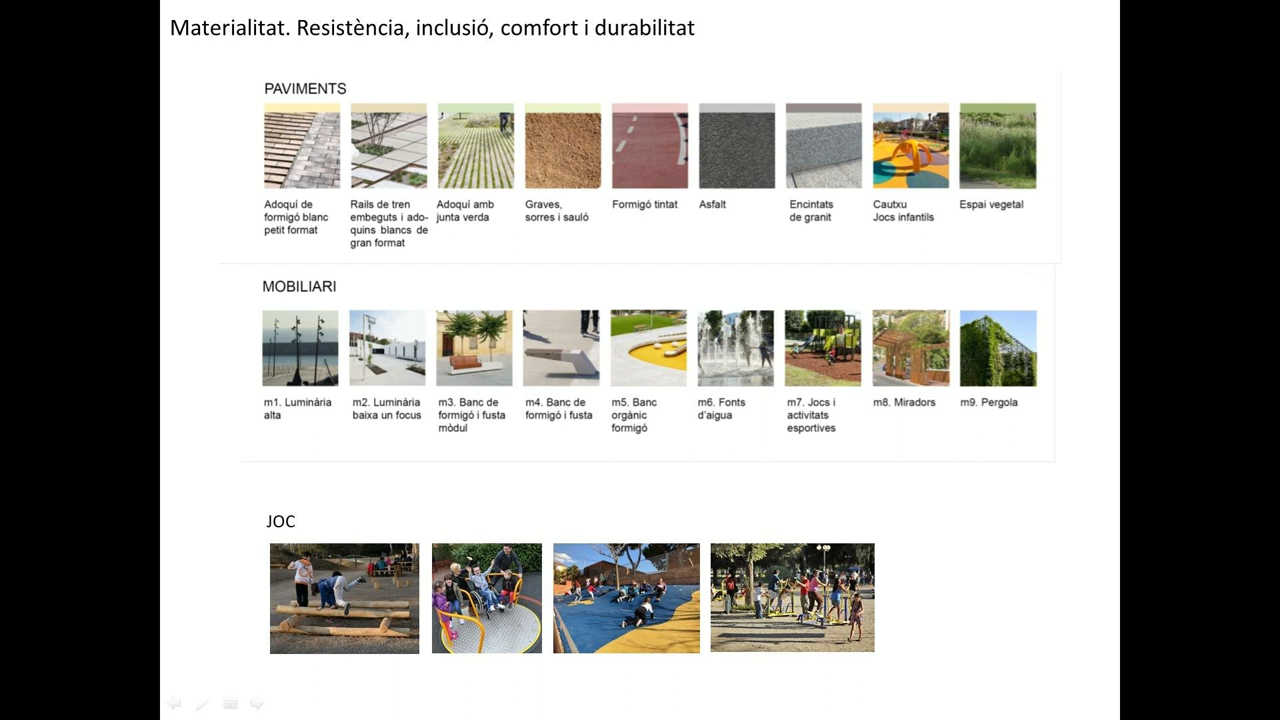 Materialitat. Resistència, inclusió, comfort i durabilitat
PAVIMENTS
Adoquí de
formigó blanc
petit format
Rails de tren
embeguts i ado-
quins blancs de
gran format
Adoquí amb
junta verda
Graves,
sorres i sauló
Formigó tintat
Asfalt
Encintats
de granit
Cautxu
Jocs infantils
Espai vegetal
MOBILIARI
m1. Luminària
alta
m2. Luminària
baixa un focus
m3. Banc de
formigó i fusta
mòdul
m4. Banc de
formigó i fusta
m5. Banc
orgànic
formigó
m6. Fonts
d'aigua
m7. Jocs i
activitats
esportives
m8. Miradors
m9. Pergola
JOC